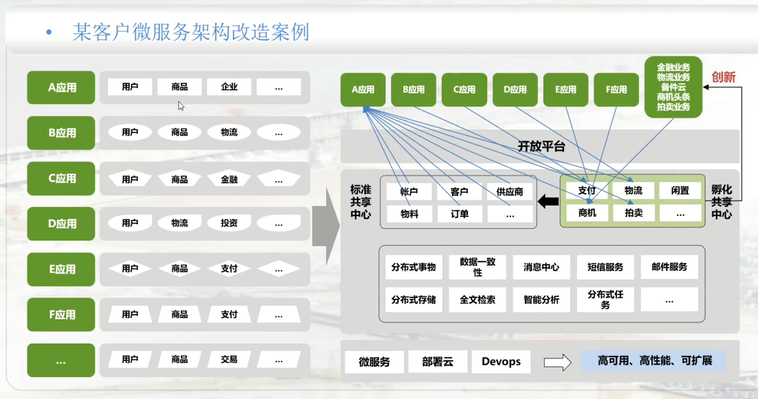 • 某客户微服务架构改造案例
A应用
用户
商品
企业
...
B应用
用户
商品
物流
...
C应用
用户
商品
金融
...
D应用
用户
物流
投资
...
E应用
用户
商品
支付
...
F应用
用户
商品
支付
...
...
用户
商品
交易
...
A应用
B应用
C应用
D应用
E应用
F应用
金融业务
物流业务
备件云
商机头条
拍卖业务
创新
开放平台
标准
共享
中心
帐户
客户
供应商
物料
订单
...
支付
物流
闲置
商机
拍卖
...
孵化
共享
中心
分布式事物
数据一致
性
消息中心
短信服务
邮件服务
分布式存储
全文检索
智能分析
分布式任
务
...
微服务
部署云
Devops
高可用、高性能、可扩展